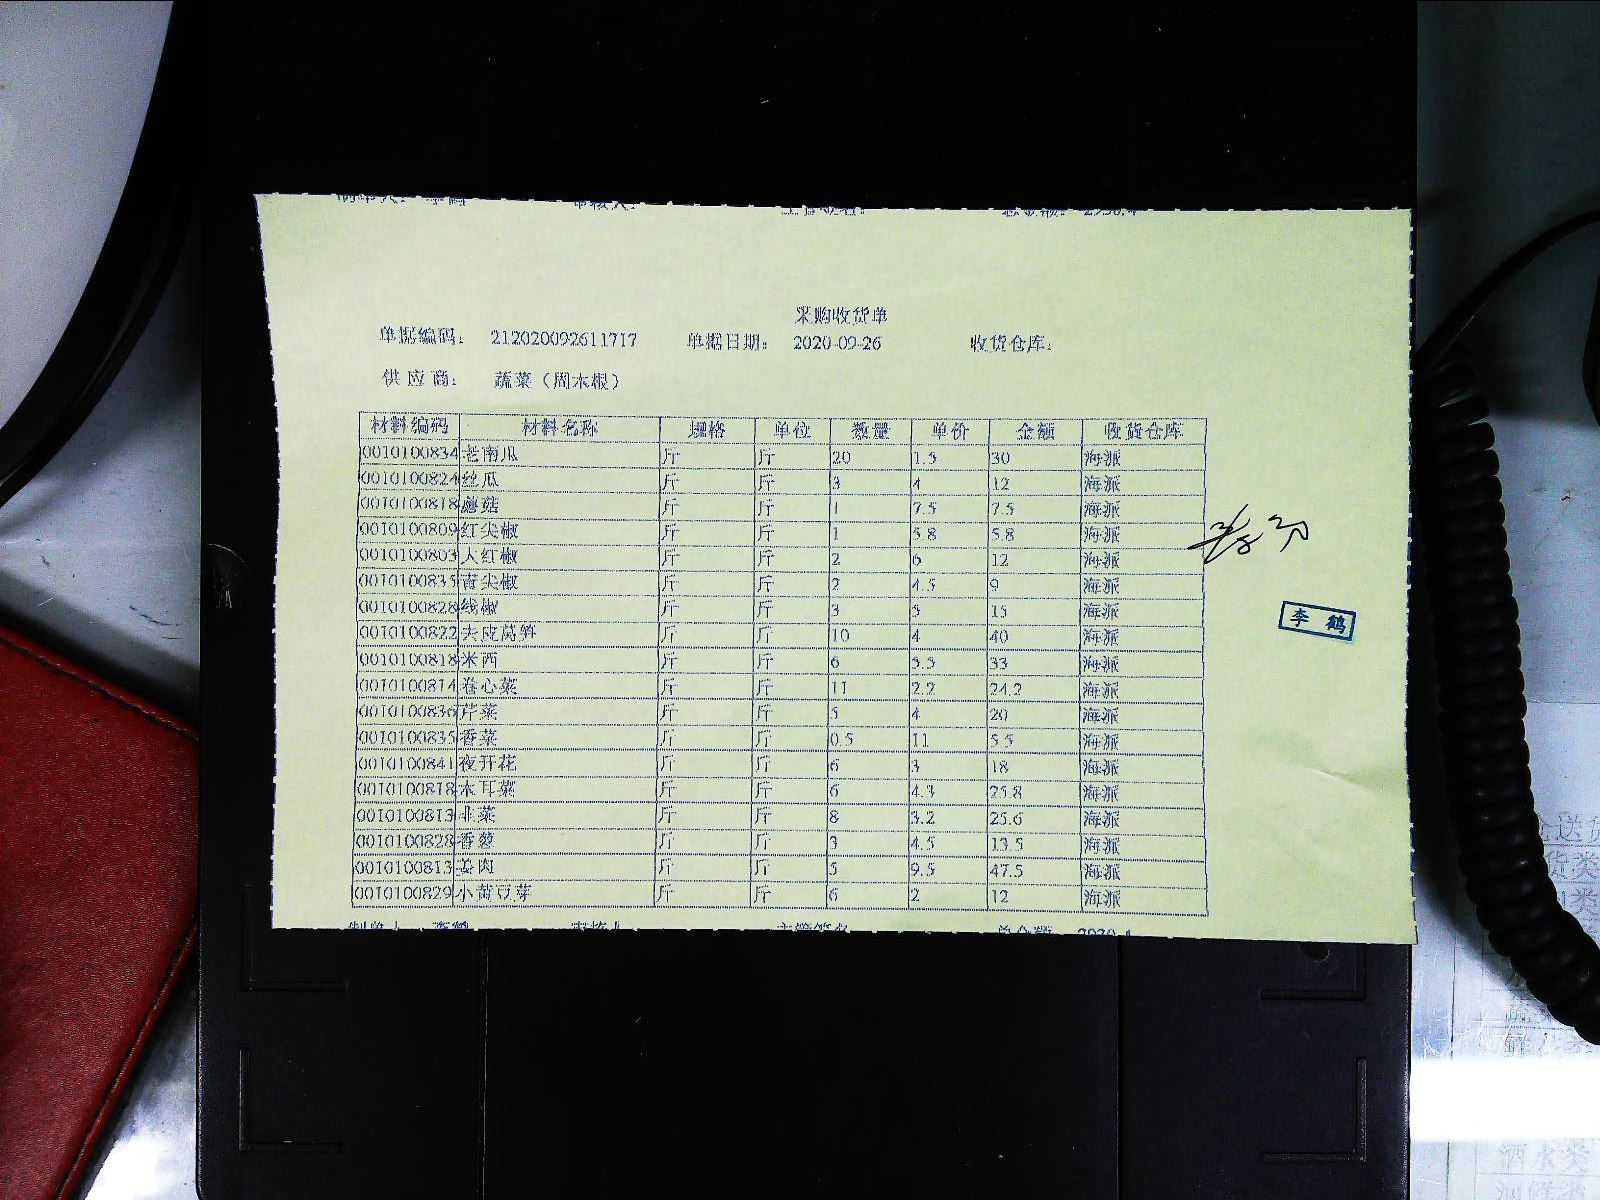 采购收货单
单据编码： 212020092611717 单据日期： 2020-09-26 收货仓库：
供 应 商： 蔬菜（周木根）
材料编码 材料名称 规格 单位 数量 单价 金额 收货仓库
0010100834 老南瓜 斤 斤 20 1.5 30 海派
0010100824 丝瓜 斤 斤 3 4 12 海派
0010100818 蘑菇 斤 斤 1 7.5 7.5 海派
0010100809 红尖椒 斤 斤 1 5.8 5.8 海派
0010100803 大红椒 斤 斤 2 6 12 海派
0010100835 青尖椒 斤 斤 2 4.5 9 海派
0010100828 线椒 斤 斤 3 5 15 海派
0010100822 去皮莴笋 斤 斤 10 4 40 海派
0010100818 米西 斤 斤 6 5.5 33 海派
0010100814 卷心菜 斤 斤 11 2.2 24.2 海派
0010100836 芹菜 斤 斤 5 4 20 海派
0010100835 香菜 斤 斤 0.5 11 5.5 海派
0010100841 夜开花 斤 斤 6 3 18 海派
0010100818 木耳菜 斤 斤 6 4.3 25.8 海派
0010100813 韭菜 斤 斤 8 3.2 25.6 海派
0010100828 香葱 斤 斤 3 4.5 13.5 海派
0010100813 姜肉 斤 斤 5 9.5 47.5 海派
0010100829 小黄豆芽 斤 斤 6 2 12 海派
李 鹤
酒水类